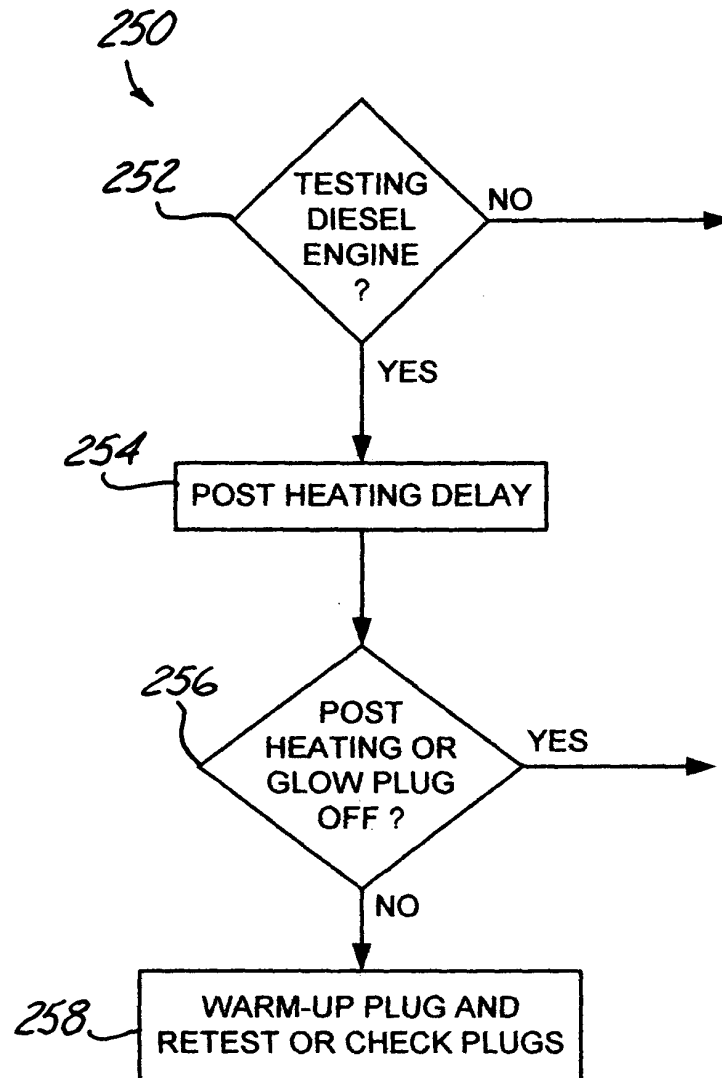 250
252
TESTING
DIESEL
ENGINE
?
NO
YES
254
POST HEATING DELAY
256
POST
HEATING OR
GLOW PLUG
OFF ?
YES
NO
258
WARM-UP PLUG AND
RETEST OR CHECK PLUGS